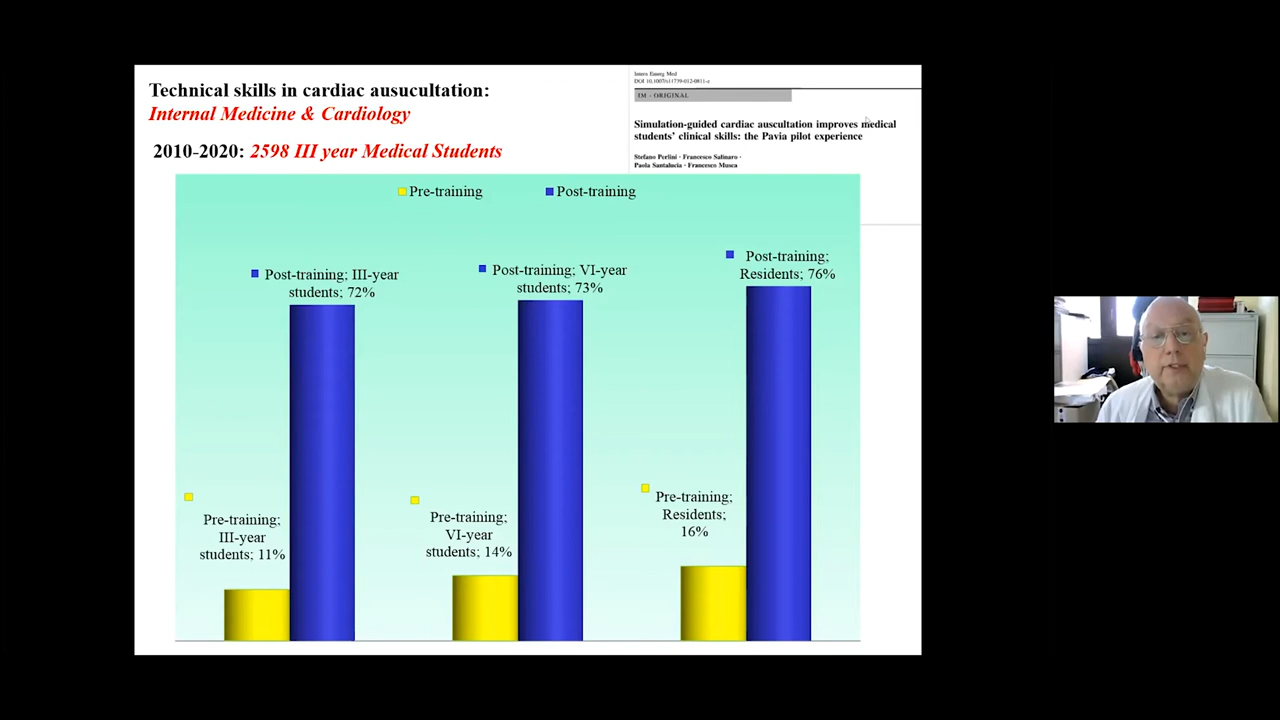 Technical skills in cardiac ausucultation:
Internal Medicine & Cardiology
2010-2020: 2598 III year Medical Students
Intern Emerg Med
DOI 10.1007/s11739-012-0811-z
IM - ORIGINAL
Simulation-guided cardiac auscultation improves medical
students' clinical skills: the Pavia pilot experience
Stefano Perlini · Francesco Salinaro ·
Paola Santalucia · Francesco Musca
Pre-training
Post-training
Post-training; III-year
students; 72%
Post-training; VI-year
students; 73%
Post-training;
Residents; 76%
Pre-training;
III-year
students; 11%
Pre-training;
VI-year
students; 14%
Pre-training;
Residents;
16%